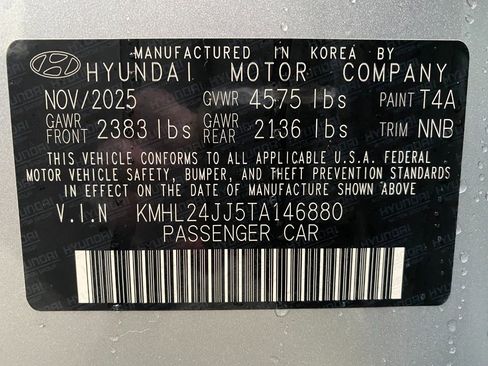 MANUFACTURED IN KOREA BY
HYUNDAI MOTOR COMPANY
NOV/2025 GVWR 4575 lbs PAINT T4A
GAWR FRONT 2383 lbs GAWR REAR 2136 lbs TRIM NNB
THIS VEHICLE CONFORMS TO ALL APPLICABLE U.S.A. FEDERAL
MOTOR VEHICLE SAFETY, BUMPER, AND THEFT PREVENTION STANDARDS
IN EFFECT ON THE DATE OF MANUFACTURE SHOWN ABOVE.
V.I.N KMHL24JJ5TA146880
PASSENGER CAR